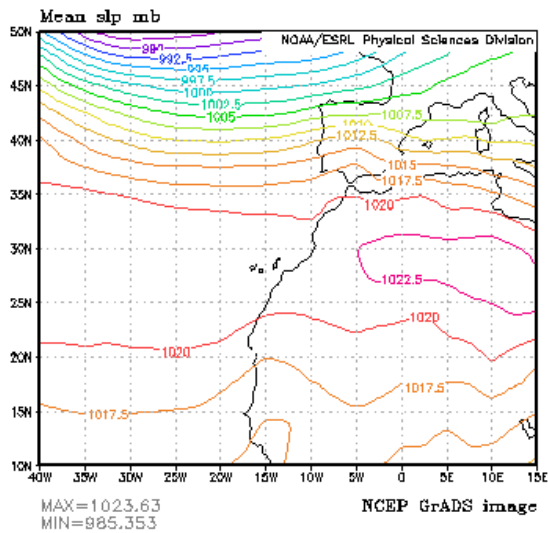 Mean slp mb
50N
NOAA/ESRL Physical Sciences Division
992.5
995
997.5
1000
1002.5
1005
1007.5
1010
1012.5
1015
1017.5
1020
1022.5
1020
1020
1017.5
1017.5
45N
40N
35N
30N
25N
20N
15N
10N
40W 35W 30W 25W 20W 15W 10W 5W 0 5E 10E 15E
MAX=1023.63
MIN=985.353
NCEP GrADS image